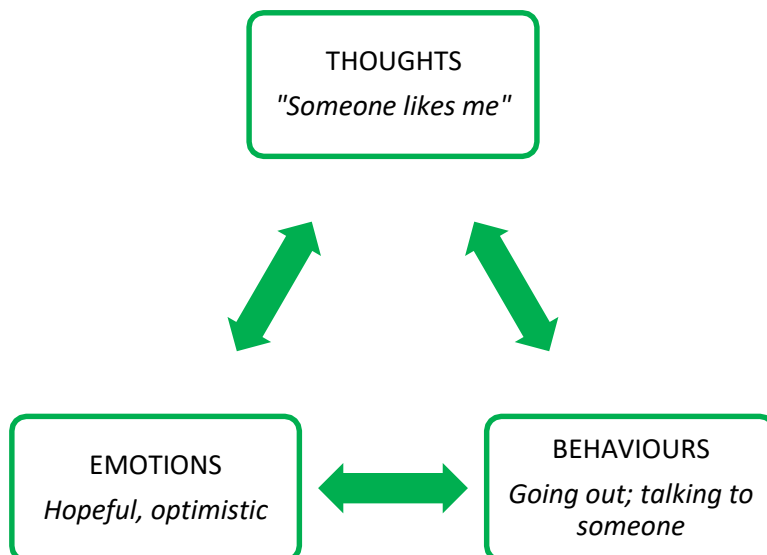 THOUGHTS
"Someone likes me"
EMOTIONS
Hopeful, optimistic
BEHAVIOURS
Going out; talking to
someone